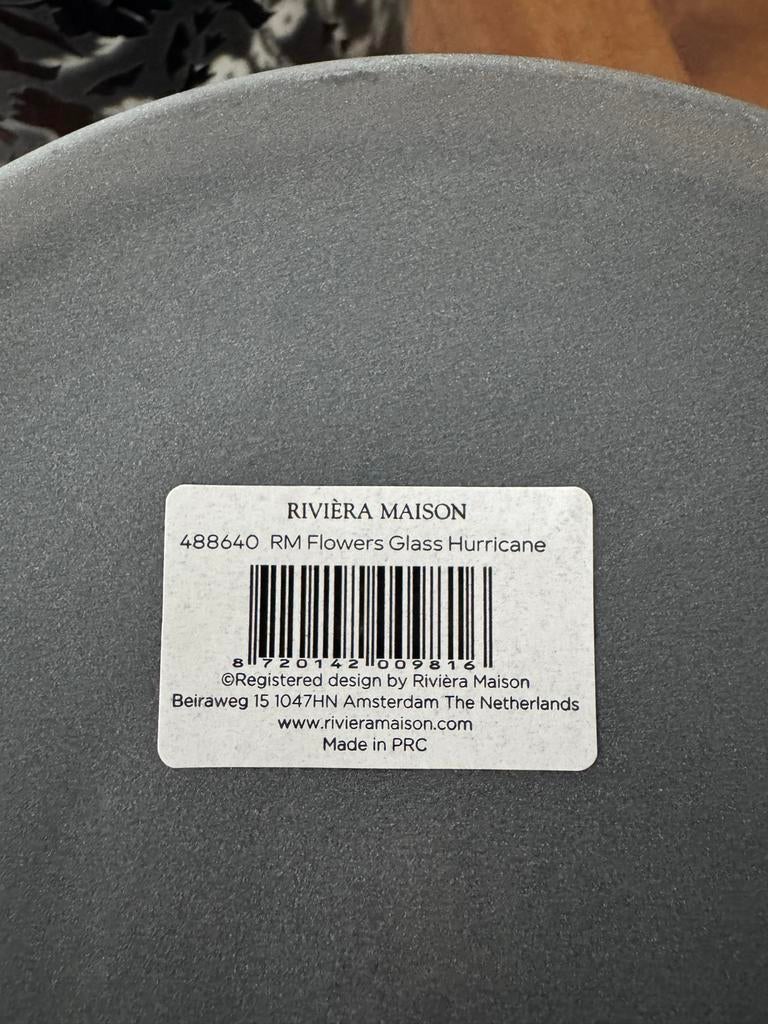 RIVIÈRA MAISON
488640 RM Flowers Glass Hurricane
8 720142 009816
©Registered design by Rivièra Maison
Beiraweg 15 1047HN Amsterdam The Netherlands
www.rivieramaison.com
Made in PRC